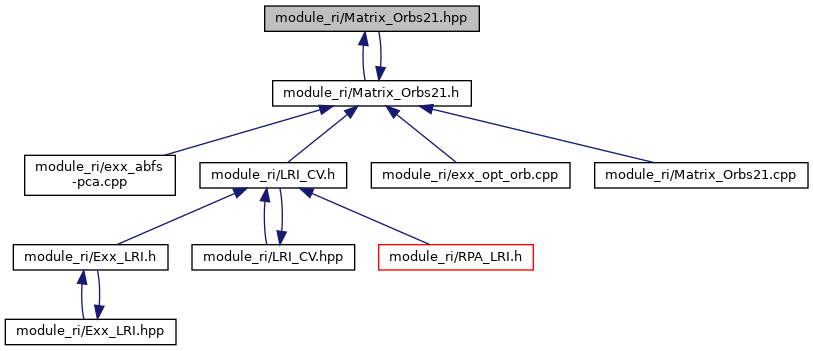 module_ri/Matrix_Orbs21.hpp
module_ri/Matrix_Orbs21.h
module_ri/exx_abfs
-pca.cpp
module_ri/LRI_CV.h
module_ri/exx_opt_orb.cpp
module_ri/Matrix_Orbs21.cpp
module_ri/Exx_LRI.h
module_ri/LRI_CV.hpp
module_ri/RPA_LRI.h
module_ri/Exx_LRI.hpp